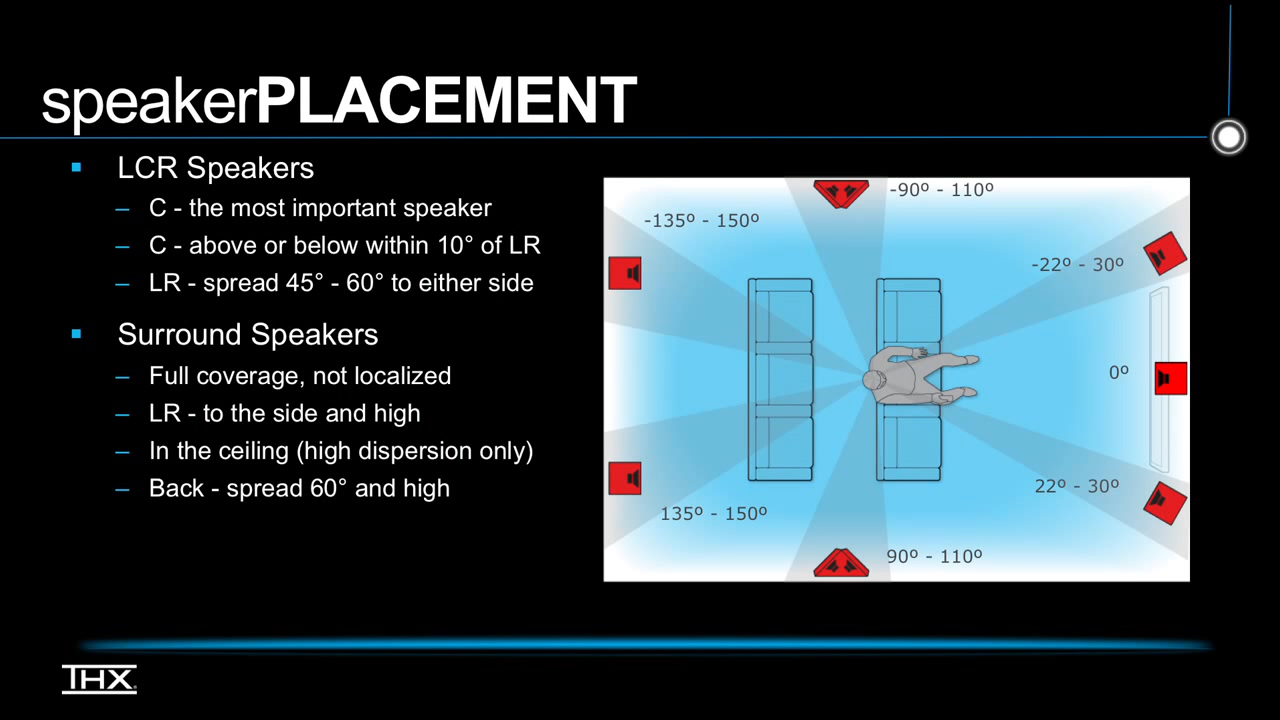 speakerPLACEMENT
▪ LCR Speakers
– C - the most important speaker
– C - above or below within 10° of LR
– LR - spread 45° - 60° to either side
▪ Surround Speakers
– Full coverage, not localized
– LR - to the side and high
– In the ceiling (high dispersion only)
– Back - spread 60° and high
-90º - 110º
-135º - 150º
-22º - 30º
0º
22º - 30º
135º - 150º
90º - 110º
THX